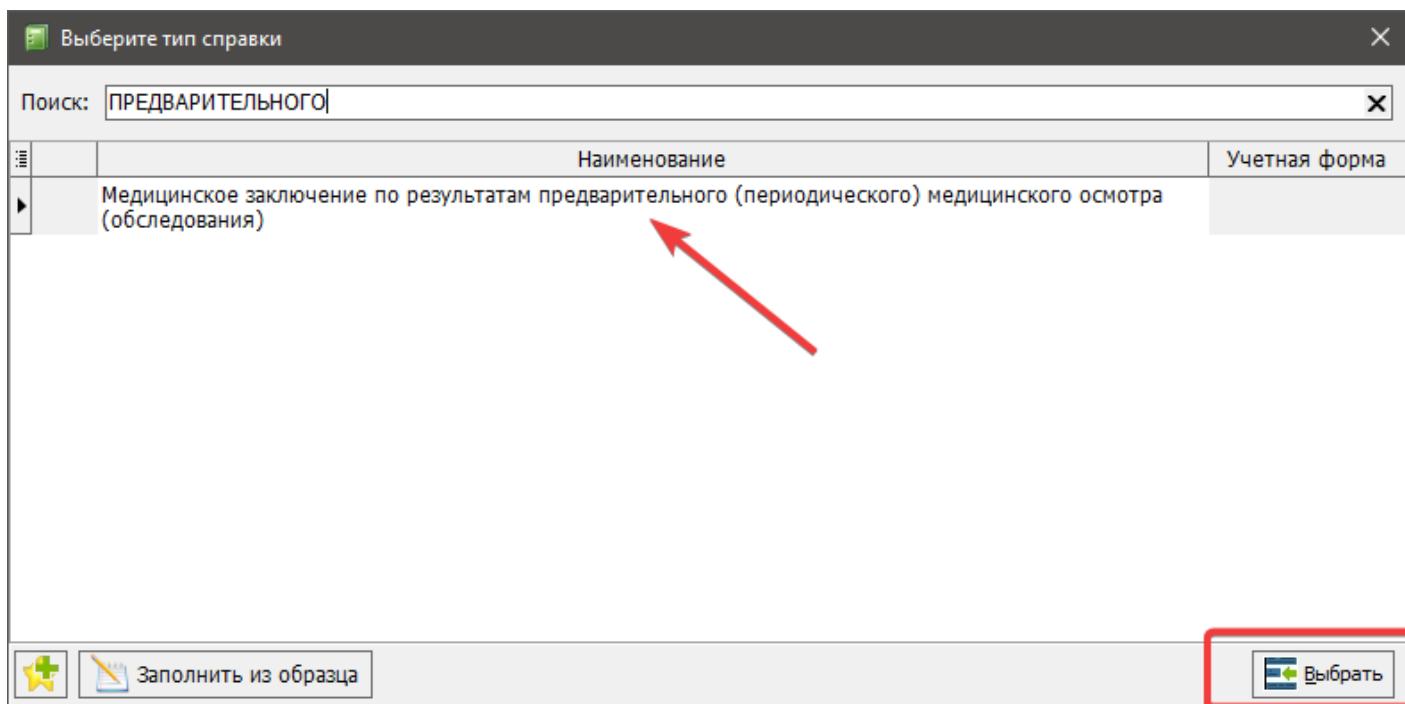 Выберите тип справки
Поиск: ПРЕДВАРИТЕЛЬНОГО
Наименование Учетная форма
Медицинское заключение по результатам предварительного (периодического) медицинского осмотра
(обследования)
Заполнить из образца Выбрать